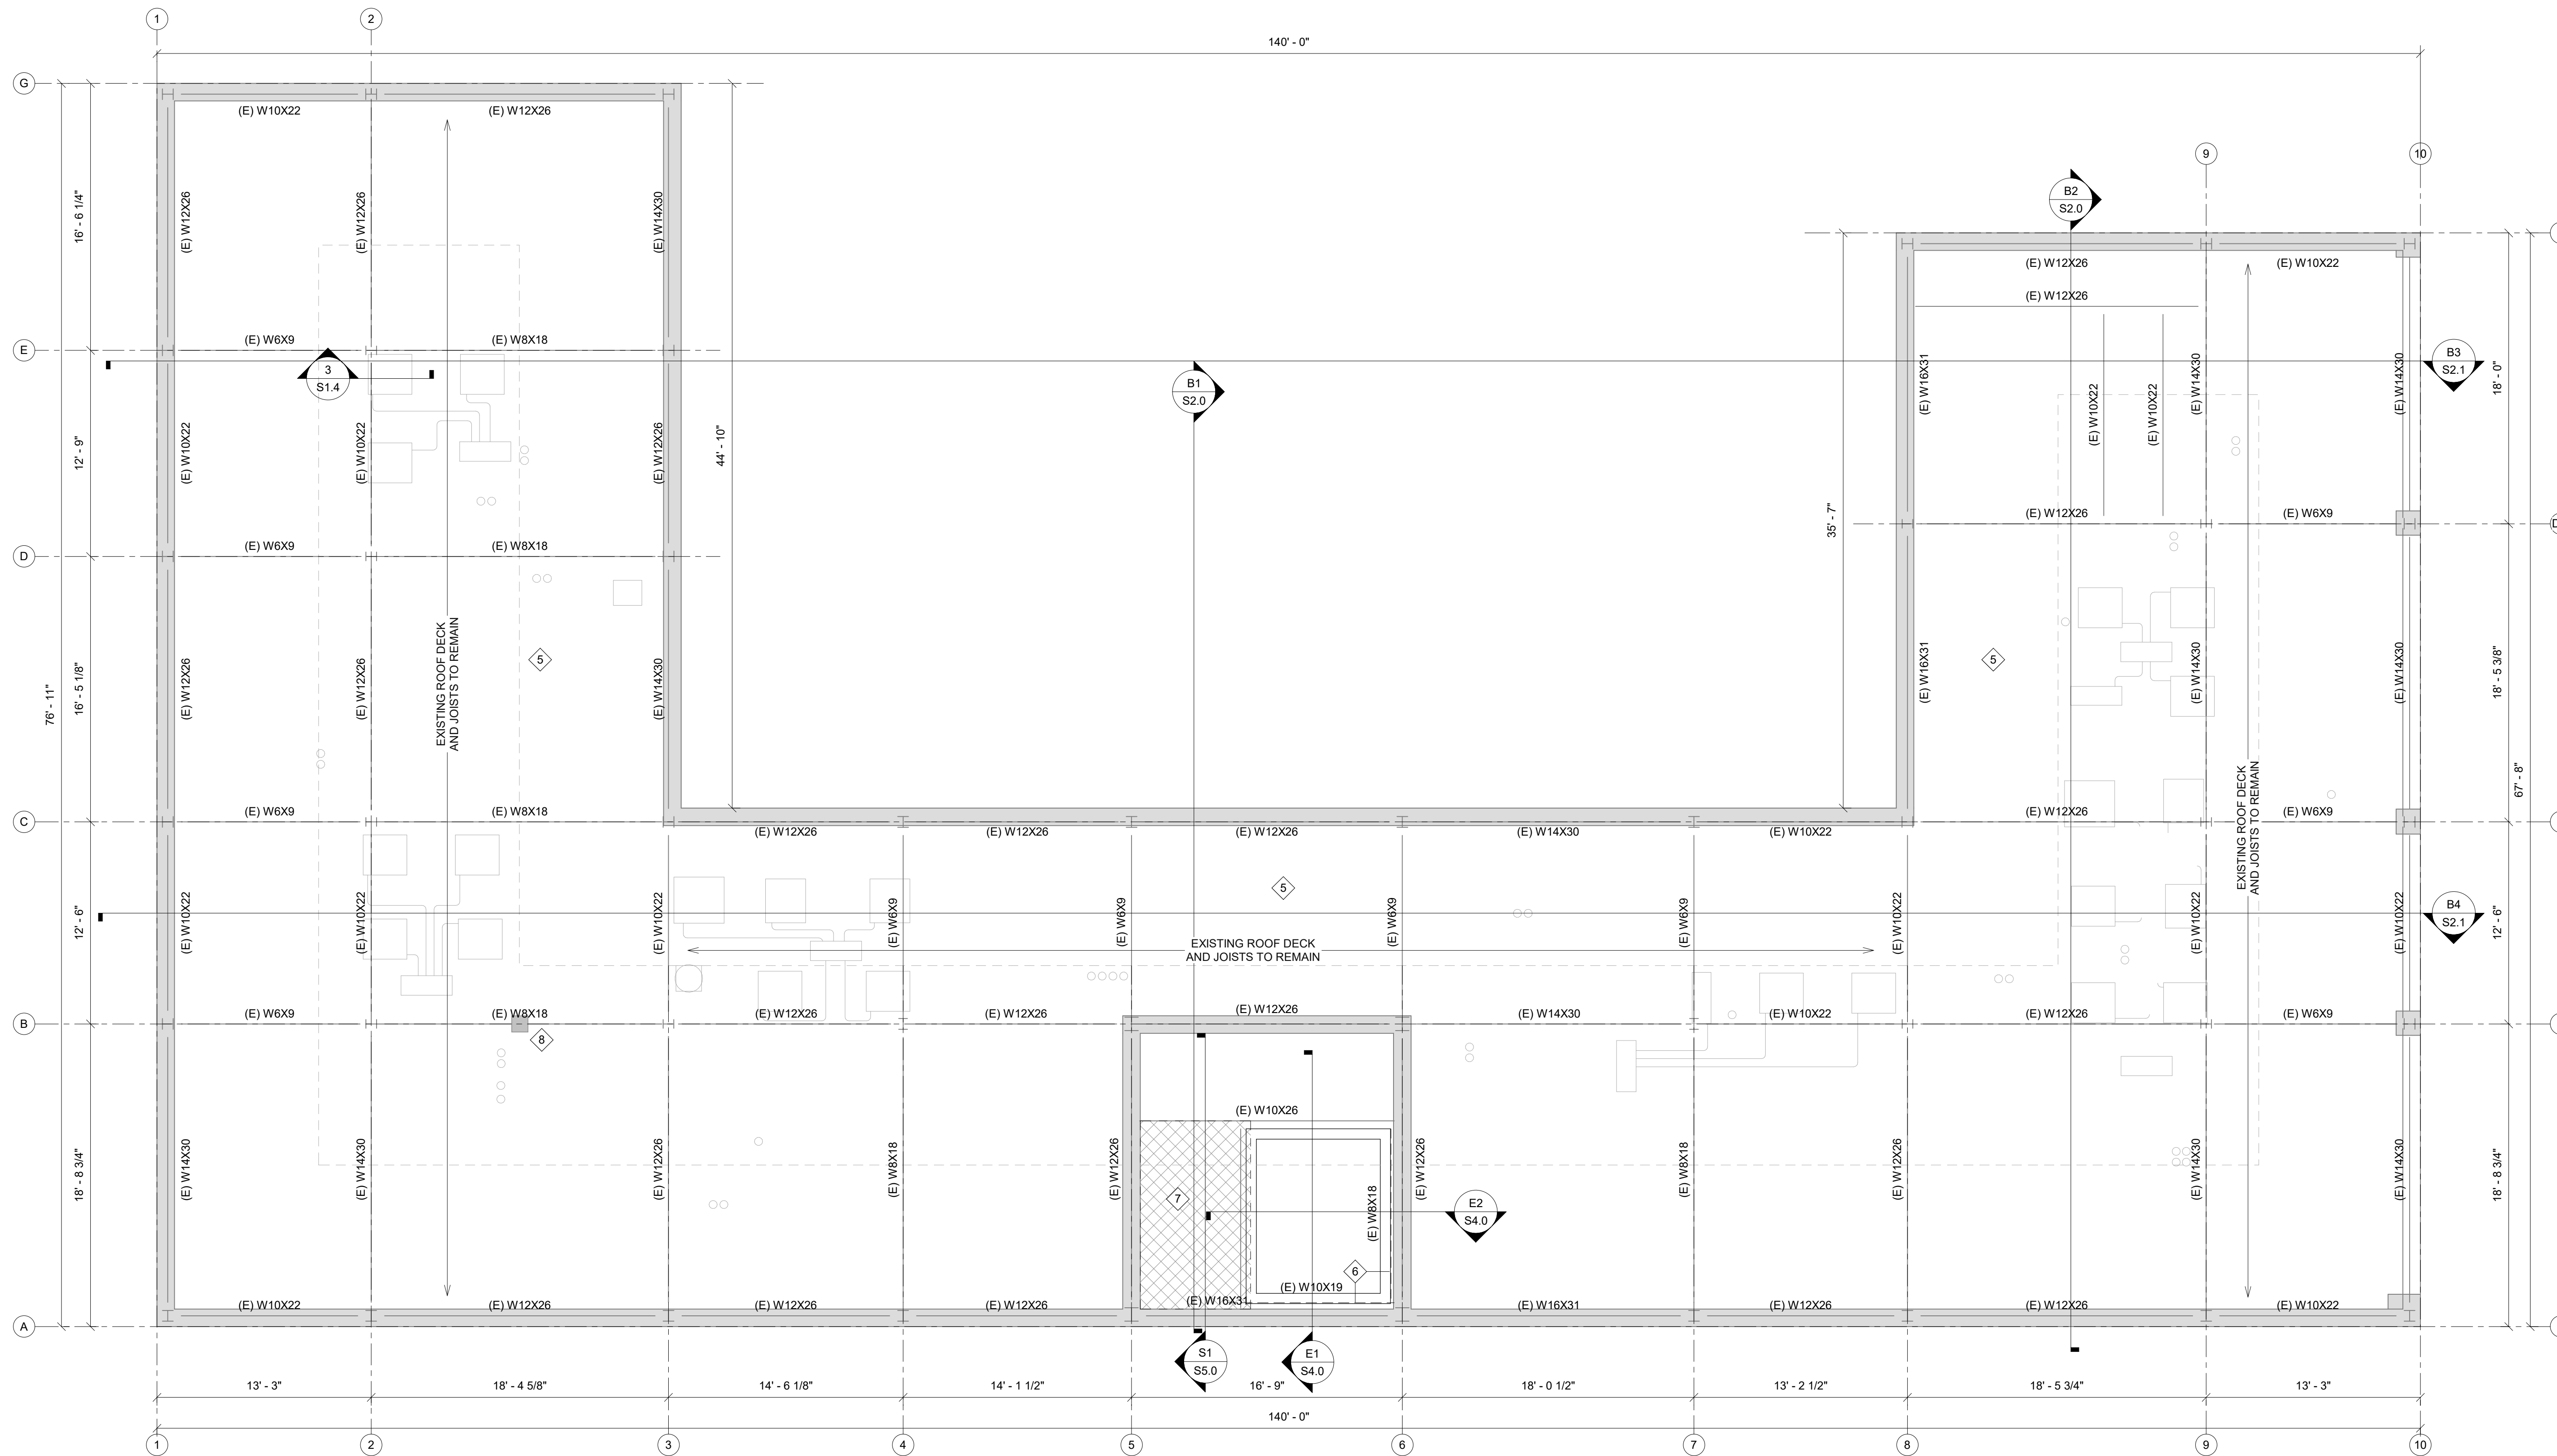 1
2
140' - 0"
G
(E) W10X22
(E) W12X26
9
10
B2
S2.0
16' - 6 1/4"
(E) W12X26
(E) W12X26
(E) W14X30
(E) W12X26
(E) W10X22
(E) W12X26
E
(E) W6X9
(E) W8X18
3
S1.4
B1
S2.0
B3
S2.1
(E) W16X31
(E) W10X22
(E) W10X22
(E) W14X30
(E) W14X30
18' - 0"
12' - 9"
(E) W10X22
(E) W10X22
(E) W12X26
44' - 10"
35' - 7"
(E) W12X26
(E) W6X9
D
(E) W6X9
(E) W8X18
76' - 11"
16' - 5 1/8"
(E) W12X26
(E) W12X26
EXISTING ROOF DECK
AND JOISTS TO REMAIN
5
(E) W14X30
(E) W16X31
5
(E) W14X30
(E) W14X30
18' - 5 3/8"
67' - 8"
EXISTING ROOF DECK
AND JOISTS TO REMAIN
C
(E) W6X9
(E) W8X18
(E) W12X26
(E) W12X26
(E) W12X26
(E) W14X30
(E) W10X22
(E) W12X26
(E) W6X9
5
12' - 6"
(E) W10X22
(E) W10X22
(E) W10X22
(E) W6X9
(E) W6X9
(E) W6X9
(E) W6X9
(E) W10X22
(E) W10X22
(E) W10X22
B4
S2.1
12' - 6"
EXISTING ROOF DECK
AND JOISTS TO REMAIN
B
(E) W6X9
(E) W8X18
(E) W12X26
(E) W12X26
(E) W12X26
(E) W14X30
(E) W10X22
(E) W12X26
(E) W6X9
8
(E) W10X26
18' - 8 3/4"
(E) W14X30
(E) W14X30
(E) W12X26
(E) W8X18
(E) W12X26
7
(E) W8X18
(E) W12X26
E2
S4.0
(E) W8X18
(E) W12X26
(E) W14X30
(E) W14X30
18' - 8 3/4"
6
(E) W10X19
A
(E) W10X22
(E) W12X26
(E) W12X26
(E) W12X26
(E) W16X31
(E) W16X31
(E) W12X26
(E) W12X26
(E) W10X22
S1
S5.0
E1
S4.0
13' - 3"
18' - 4 5/8"
14' - 6 1/8"
14' - 1 1/2"
16' - 9"
18' - 0 1/2"
13' - 2 1/2"
18' - 5 3/4"
13' - 3"
140' - 0"
1
2
3
4
5
6
7
8
9
10